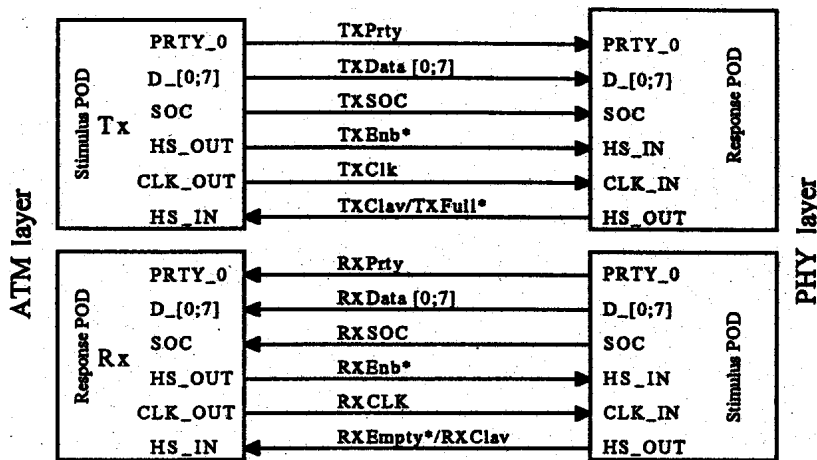 TXPrty
PRTY_0 PRTY_0
TXData [0;7]
D_[0;7] D_[0;7]
TXSOC
SOC SOC
Stimulus POD Tx Response POD
TXEnb*
HS_OUT HS_IN
TXClk
CLK_OUT CLK_IN
TXClav/TXFull*
HS_IN HS_OUT
ATM layer PHY layer
RXPrty
PRTY_0 PRTY_0
RXData [0;7]
D_[0;7] D_[0;7]
RXSOC
SOC SOC
Response POD Rx Stimulus POD
RXEnb*
HS_OUT HS_IN
RXCLK
CLK_OUT CLK_IN
RXEmpty*/RXClav
HS_IN HS_OUT